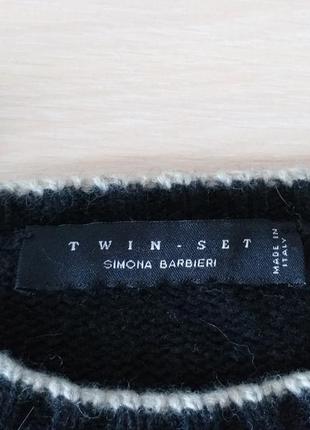 TWIN-SET
SIMONA BARBIERI
MADE IN
ITALY